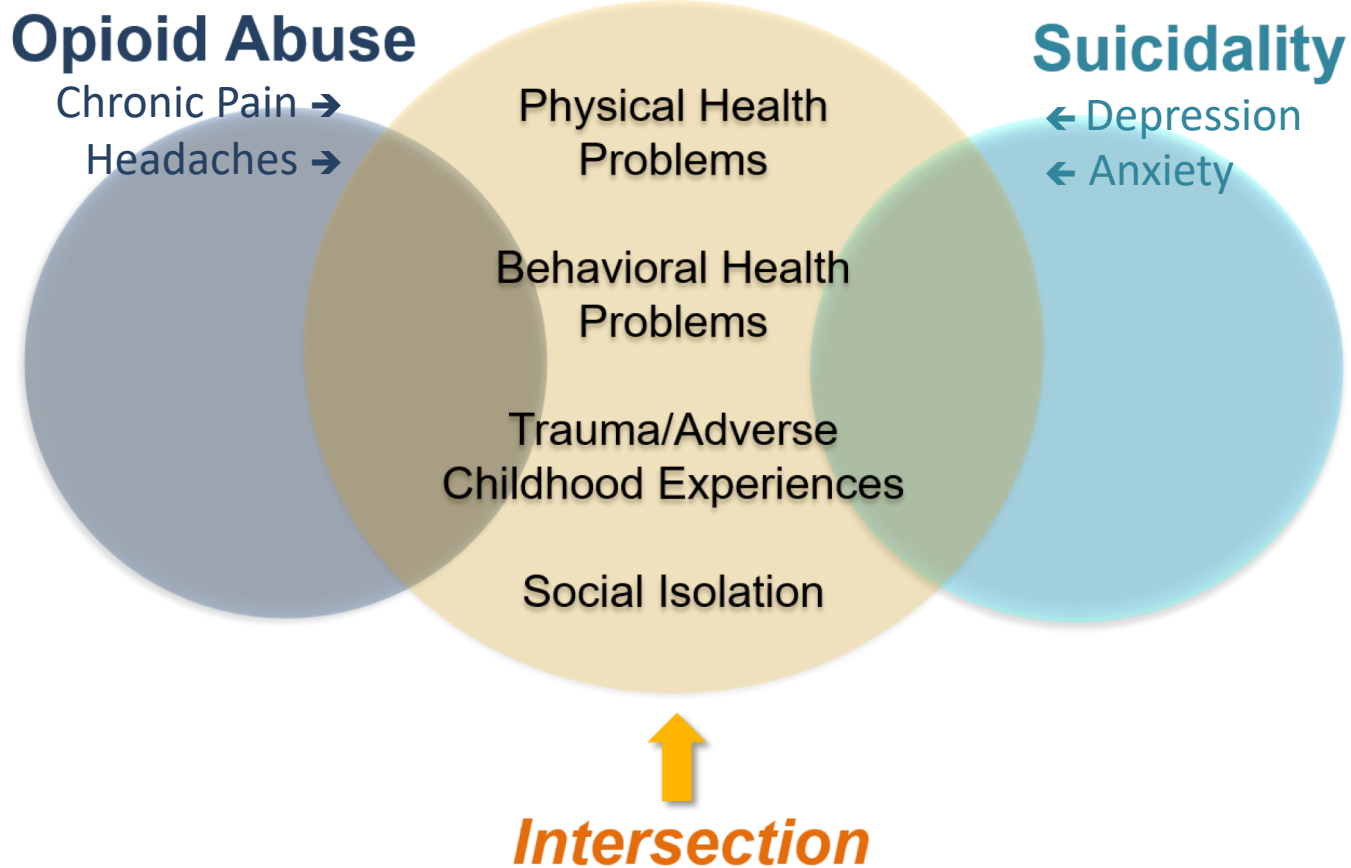 Opioid Abuse
Chronic Pain →
Headaches →
Suicidality
← Depression
← Anxiety
Physical Health
Problems
Behavioral Health
Problems
Trauma/Adverse
Childhood Experiences
Social Isolation
Intersection